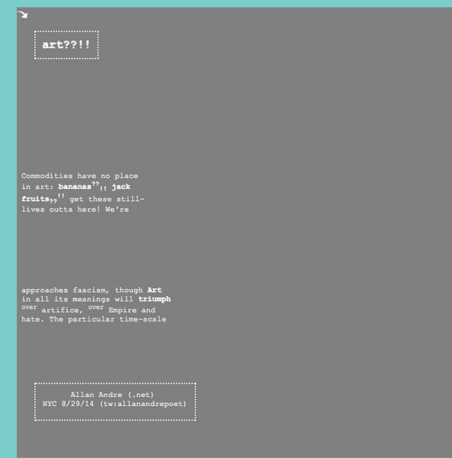 art??!!
Commodities have no place
in art: bananas??!! jack
fruits,??!! get these still-
lives outta here! We're
approaches fascism, though Art
in all its meanings will triumph
over artifice, over Empire and
hate. The particular time-scale
Allan Andre (.net)
NYC 8/29/14 (tw:allanandrepoet)